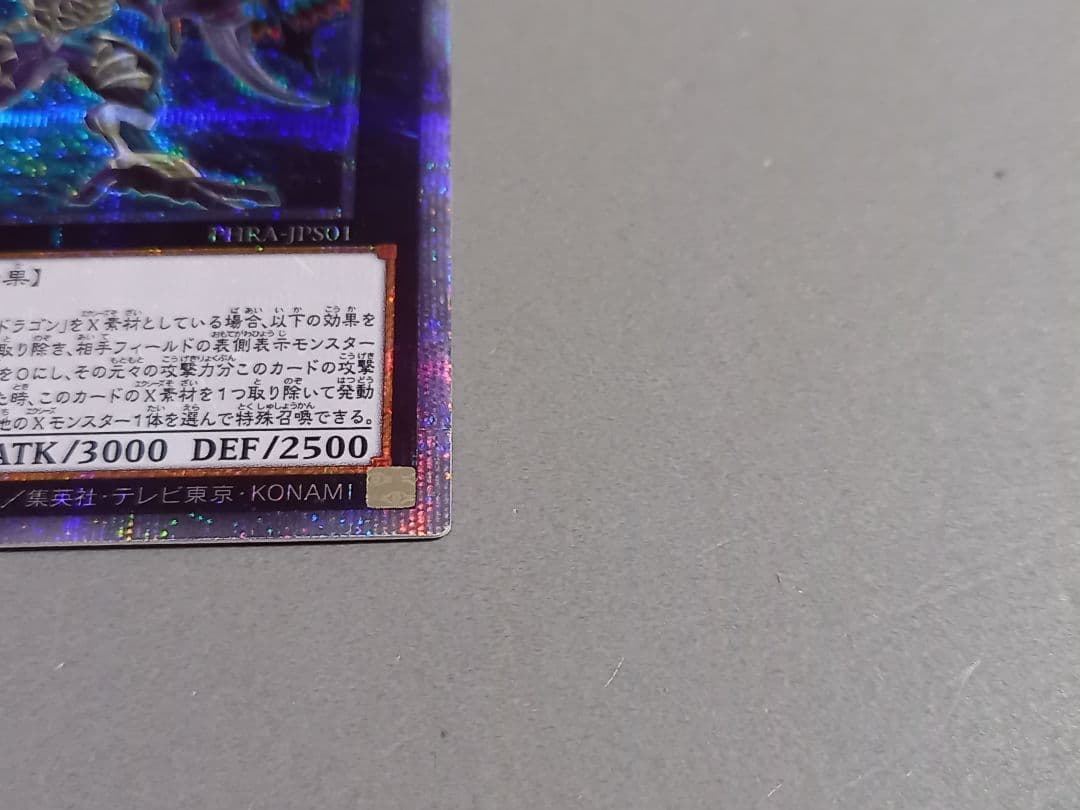 PHRA-JPS01
果】
ドラゴン」をX素材としている場合、以下の効果を
取り除き、相手フィールドの表側表示モンスター
を0にし、その元々の攻撃力分このカードの攻撃
た時、このカードのX素材を1つ取り除いて発動
他のXモンスター1体を選んで特殊召喚できる。
ATK/3000 DEF/2500
／集英社・テレビ東京・KONAMI